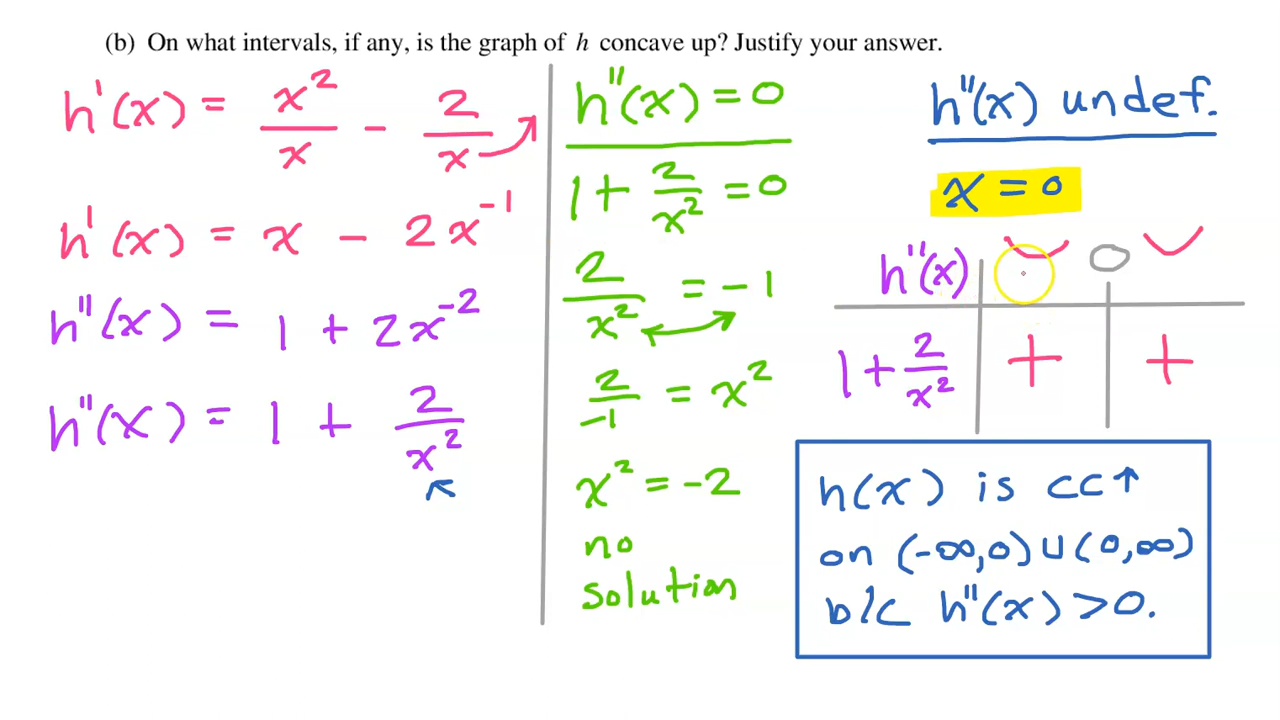 (b) On what intervals, if any, is the graph of h concave up? Justify your answer.
h'(x) = x²/x - 2/x
h'(x) = x - 2x⁻¹
h''(x) = 1 + 2x⁻²
h''(x) = 1 + 2/x²
h''(x) = 0
1 + 2/x² = 0
2/x² = -1
2/-1 = x²
x² = -2
no
solution
h''(x) undef.
x = 0
h''(x) 0
1 + 2/x² + +
h(x) is cc↑
on (-∞,0) ∪ (0,∞)
b/c h''(x) > 0.